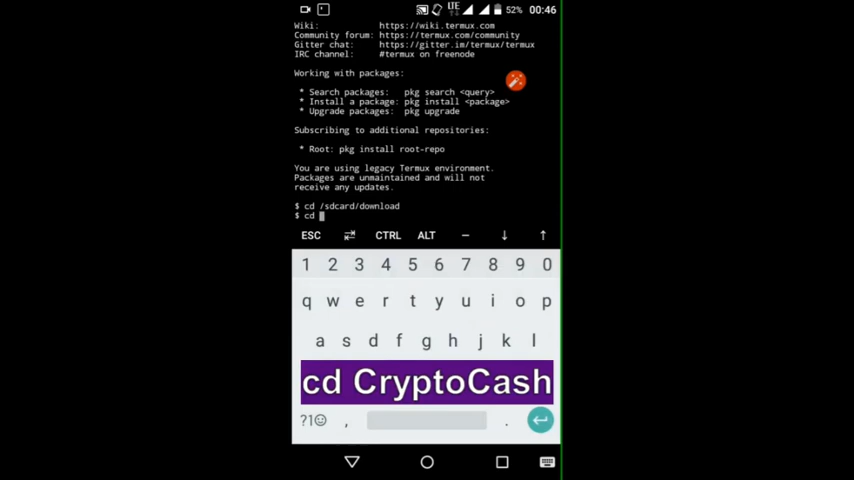 LTE 52% 00:46
Wiki: https://wiki.termux.com
Community forum: https://termux.com/community
Gitter chat: https://gitter.im/termux/termux
IRC channel: #termux on freenode
Working with packages:
* Search packages: pkg search <query>
* Install a package: pkg install <package>
* Upgrade packages: pkg upgrade
Subscribing to additional repositories:
* Root: pkg install root-repo
You are using legacy Termux environment.
Packages are unmaintained and will not
receive any updates.
$ cd /sdcard/download
$ cd
ESC CTRL ALT – ↓ ↑
1 2 3 4 5 6 7 8 9 0
q w e r t y u i o p
a s d f g h j k l
cd CryptoCash
?1☺ , .